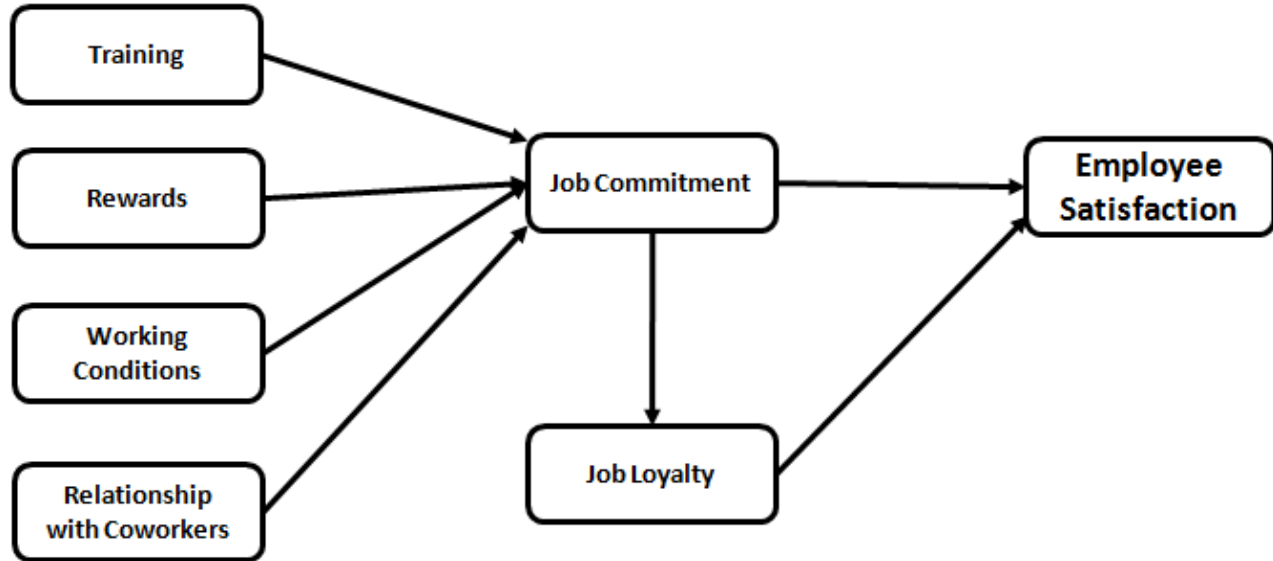 Training
Rewards
Working
Conditions
Relationship
with Coworkers
Job Commitment
Job Loyalty
Employee
Satisfaction